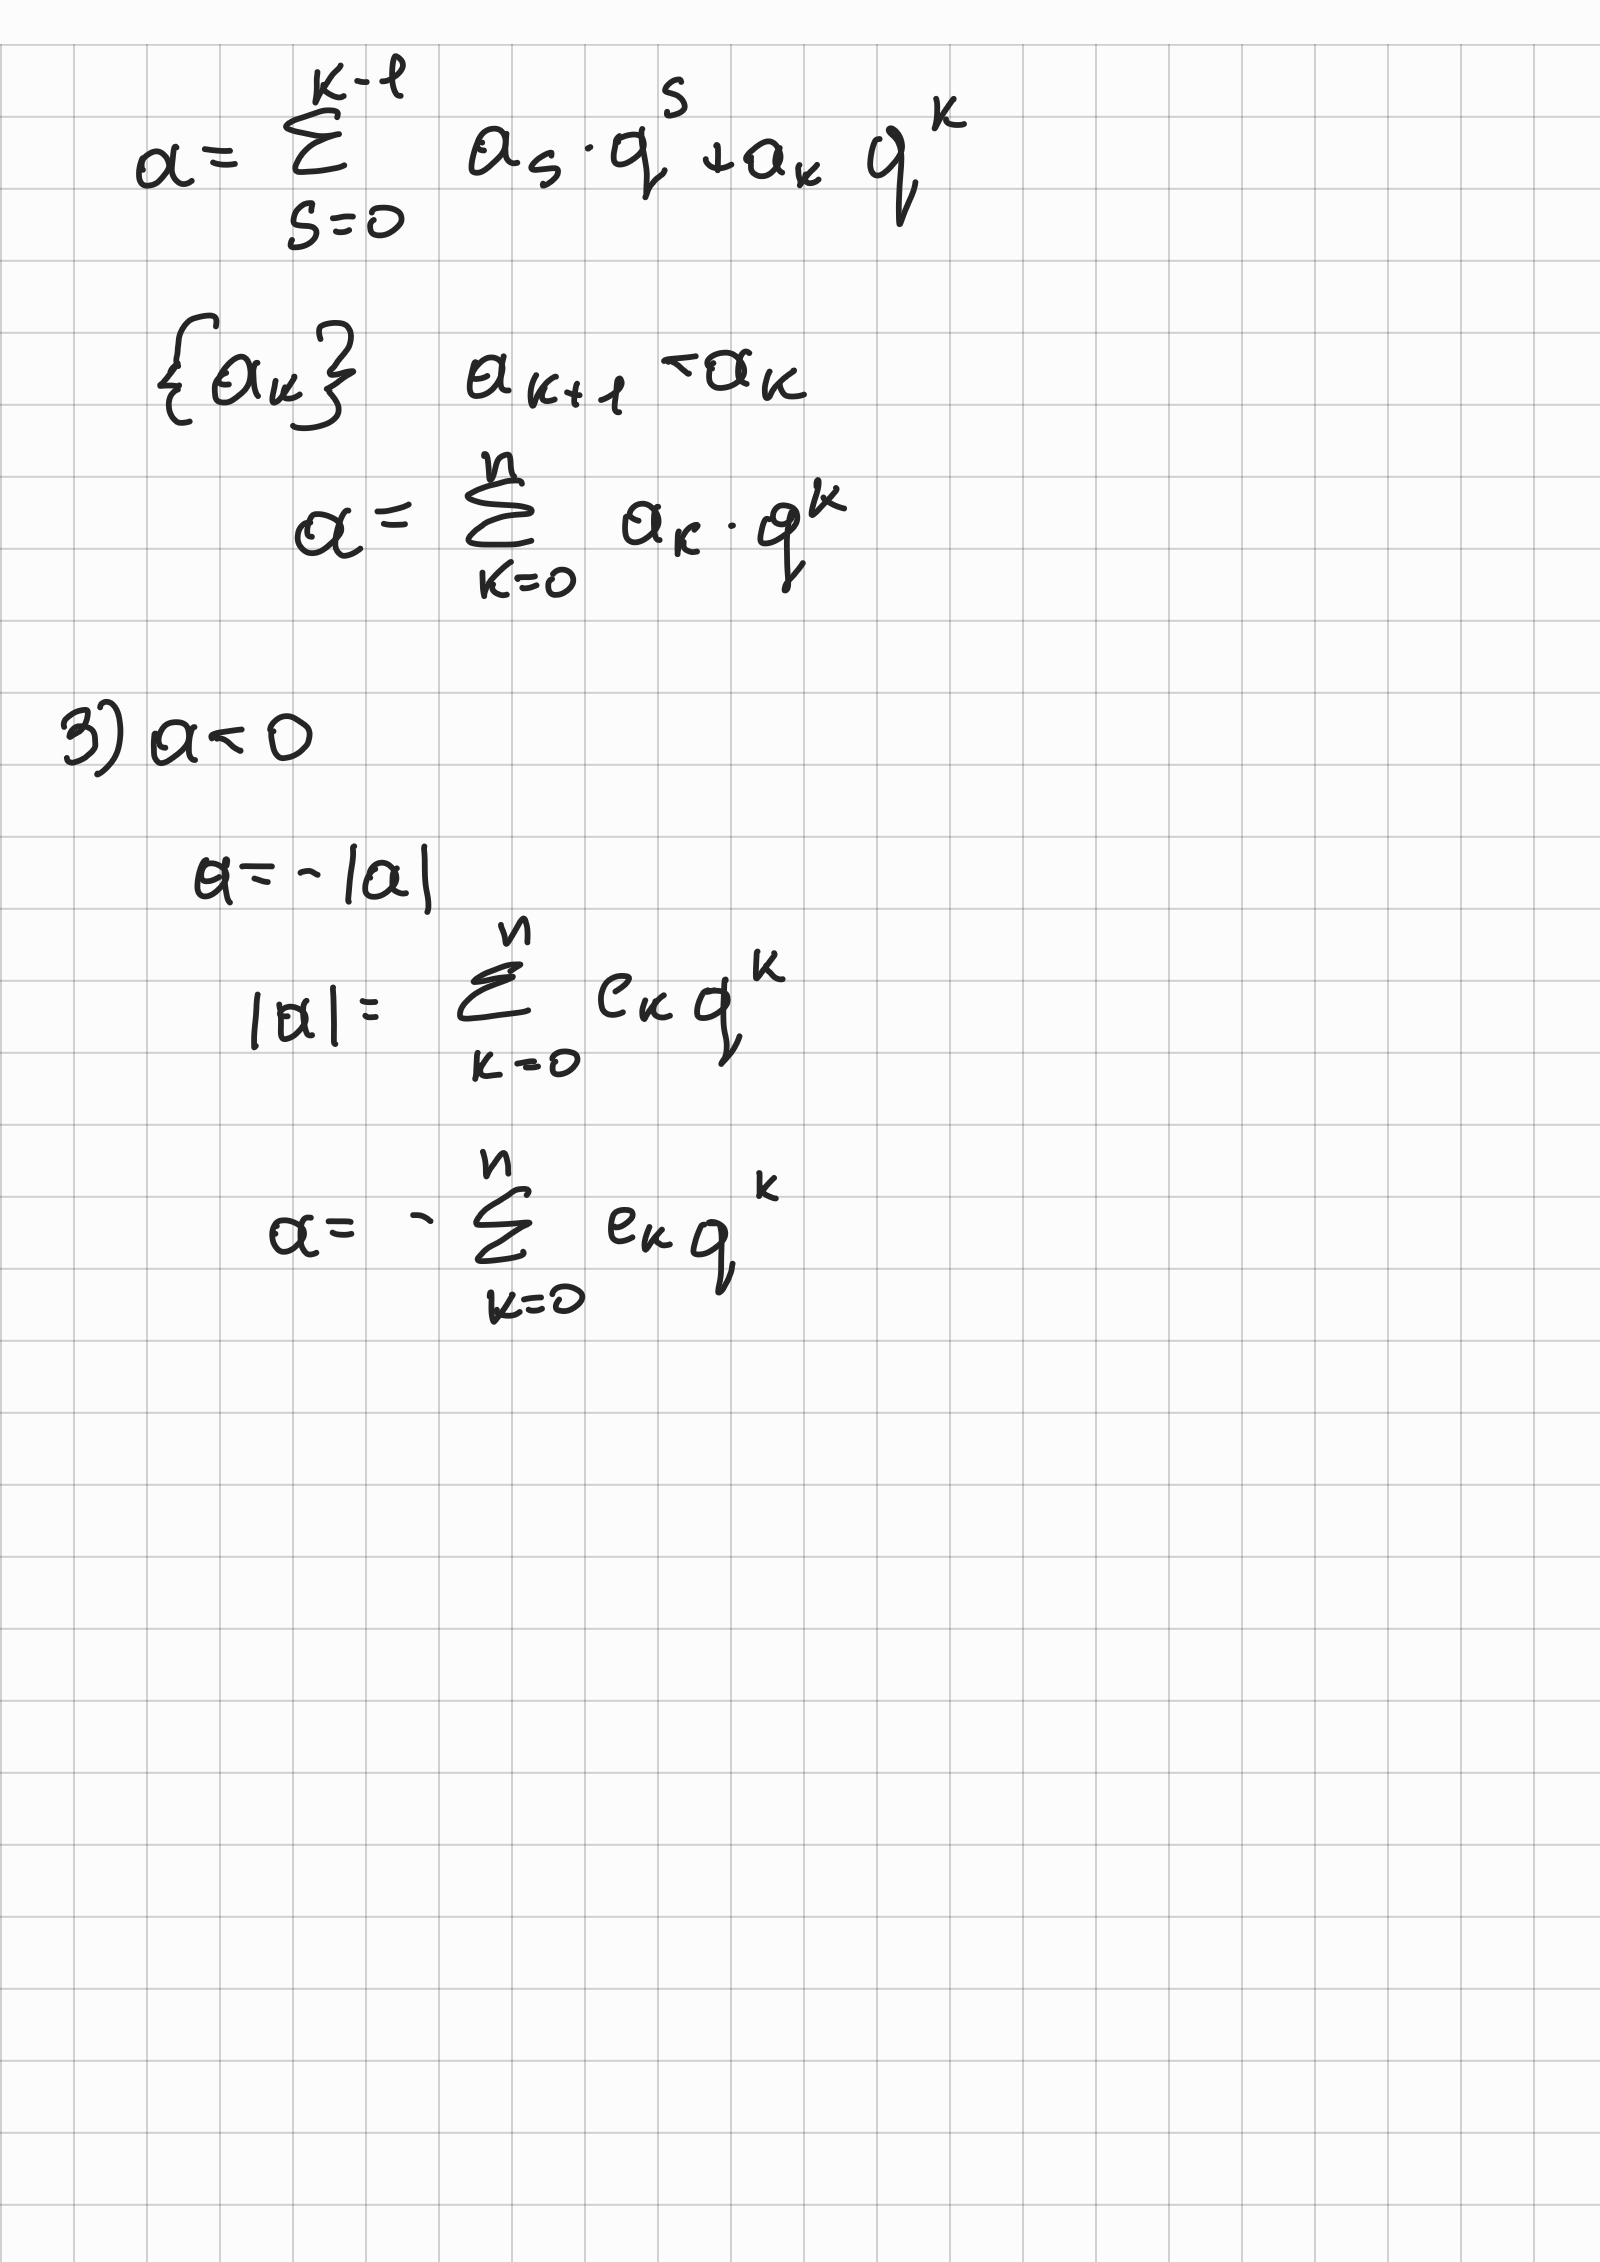 a = \sum_{s=0}^{k-1} a_s \cdot q^s + a_k q^k
{a_k} a_{k+1} < a_k
a = \sum_{k=0}^{n} a_k \cdot q^k
3) a < 0
a = -|a|
|a| = \sum_{k=0}^{n} e_k q^k
a = - \sum_{k=0}^{n} e_k q^k